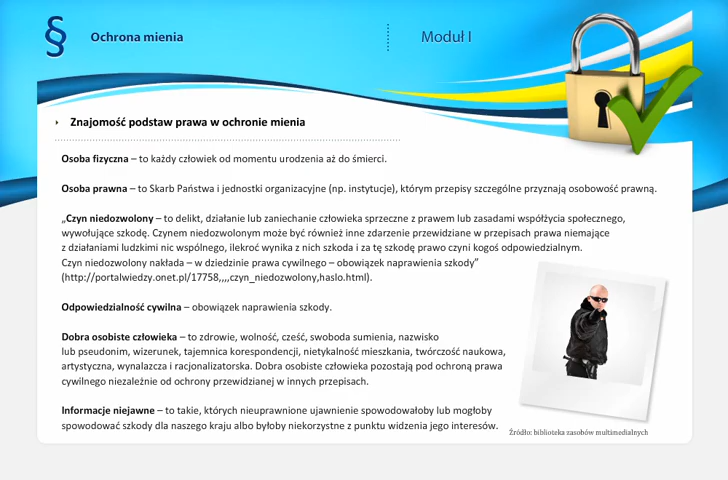 §
Ochrona mienia
Moduł I
Znajomość podstaw prawa w ochronie mienia
Osoba fizyczna – to każdy człowiek od momentu urodzenia aż do śmierci.
Osoba prawna – to Skarb Państwa i jednostki organizacyjne (np. instytucje), którym przepisy szczególne przyznają osobowość prawną.
„Czyn niedozwolony – to delikt, działanie lub zaniechanie człowieka sprzeczne z prawem lub zasadami współżycia społecznego,
wywołujące szkodę. Czynem niedozwolonym może być również inne zdarzenie przewidziane w przepisach prawa niemające
z działaniami ludzkimi nic wspólnego, ilekroć wynika z nich szkoda i za tę szkodę prawo czyni kogoś odpowiedzialnym.
Czyn niedozwolony nakłada – w dziedzinie prawa cywilnego – obowiązek naprawienia szkody”
(http://portalwiedzy.onet.pl/17758,,,,czyn_niedozwolony,haslo.html).
Odpowiedzialność cywilna – obowiązek naprawienia szkody.
Dobra osobiste człowieka – to zdrowie, wolność, cześć, swoboda sumienia, nazwisko
lub pseudonim, wizerunek, tajemnica korespondencji, nietykalność mieszkania, twórczość naukowa,
artystyczna, wynalazcza i racjonalizatorska. Dobra osobiste człowieka pozostają pod ochroną prawa
cywilnego niezależnie od ochrony przewidzianej w innych przepisach.
Informacje niejawne – to takie, których nieuprawnione ujawnienie spowodowałoby lub mogłoby
spowodować szkody dla naszego kraju albo byłoby niekorzystne z punktu widzenia jego interesów.
Źródło: biblioteka zasobów multimedialnych